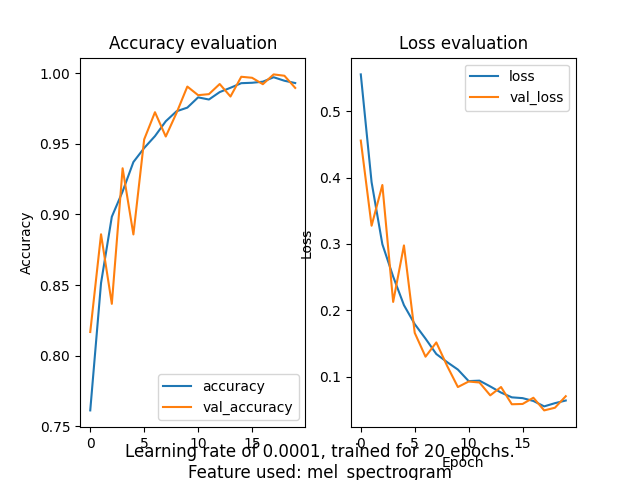 Accuracy evaluation
Loss evaluation
Accuracy
1.00
0.95
0.90
0.85
0.80
0.75
0
5
10
15
accuracy
val_accuracy
Loss
0.5
0.4
0.3
0.2
0.1
0
5
10
15
loss
val_loss
Epoch
Learning rate of 0.0001, trained for 20 epochs.
Feature used: mel_spectrogram